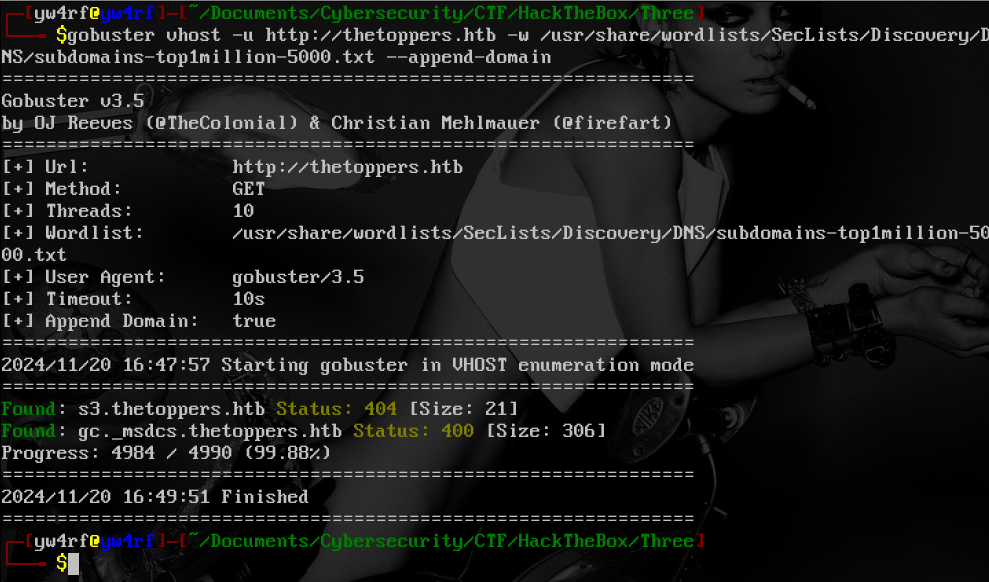 ┌─[yw4rf@yw4rf]─[~/Documents/Cybersecurity/CTF/HackTheBox/Three]
└── $gobuster vhost -u http://thetoppers.htb -w /usr/share/wordlists/SecLists/Discovery/D
NS/subdomains-top1million-5000.txt --append-domain
===============================================================
Gobuster v3.5
by OJ Reeves (@TheColonial) & Christian Mehlmauer (@firefart)
===============================================================
[+] Url:             http://thetoppers.htb
[+] Method:          GET
[+] Threads:         10
[+] Wordlist:        /usr/share/wordlists/SecLists/Discovery/DNS/subdomains-top1million-50
00.txt
[+] User Agent:      gobuster/3.5
[+] Timeout:         10s
[+] Append Domain:   true
===============================================================
2024/11/20 16:47:57 Starting gobuster in VHOST enumeration mode
===============================================================
Found: s3.thetoppers.htb Status: 404 [Size: 21]
Found: gc._msdcs.thetoppers.htb Status: 400 [Size: 306]
Progress: 4984 / 4990 (99.88%)
===============================================================
2024/11/20 16:49:51 Finished
===============================================================
┌─[yw4rf@yw4rf]─[~/Documents/Cybersecurity/CTF/HackTheBox/Three]
└── $